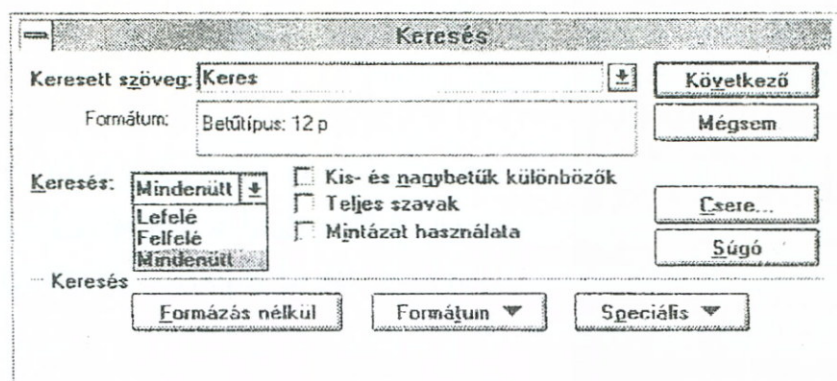 Keresés
Keresett szöveg: Keres
Következő
Formátum: Betűtípus: 12 p
Mégsem
Keresés: Mindenütt
Kis- és nagybetűk különbözők
Lefelé
Teljes szavak
Csere...
Felfelé
Mintázat használata
Mindenütt
Súgó
Keresés
Formázás nélkül
Formátum
Speciális